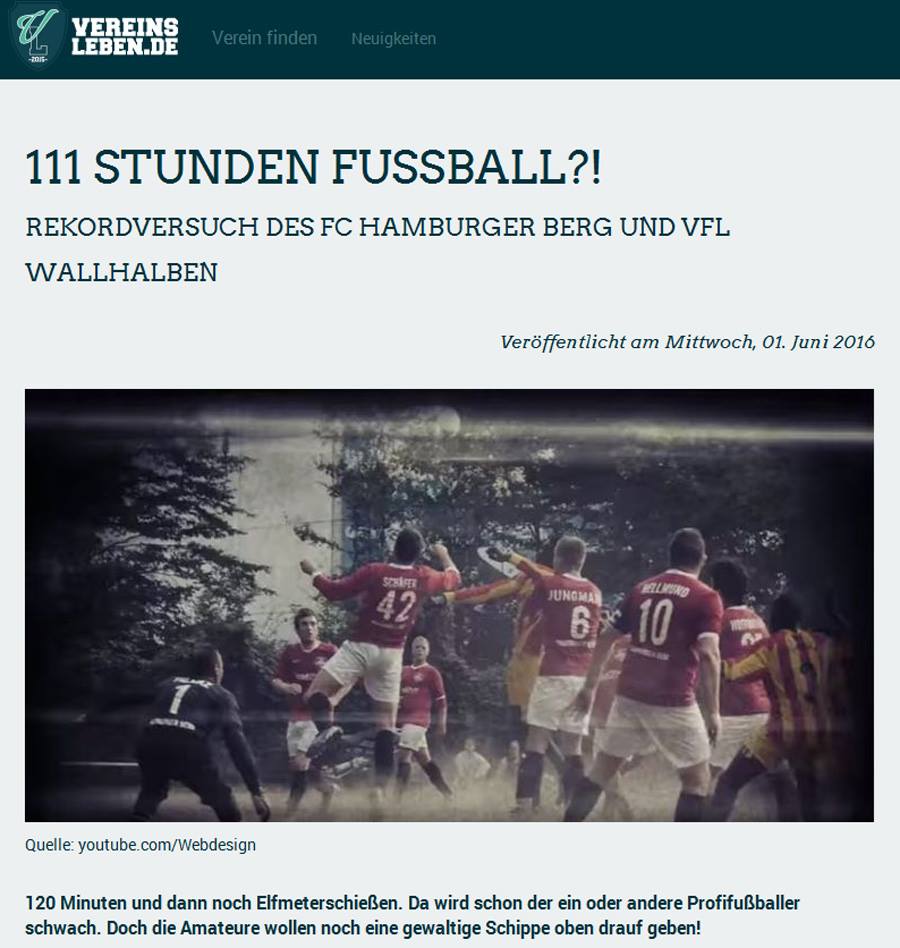 VEREINS
LEBEN.DE
-2015-
Verein finden
Neuigkeiten
111 STUNDEN FUSSBALL?!
REKORDVERSUCH DES FC HAMBURGER BERG UND VFL
WALLHALBEN
Veröffentlicht am Mittwoch, 01. Juni 2016
SCHÄFER
42
JUNGMA
6
HELLMUND
10
1
Quelle: youtube.com/Webdesign
120 Minuten und dann noch Elfmeterschießen. Da wird schon der ein oder andere Profifußballer
schwach. Doch die Amateure wollen noch eine gewaltige Schippe oben drauf geben!